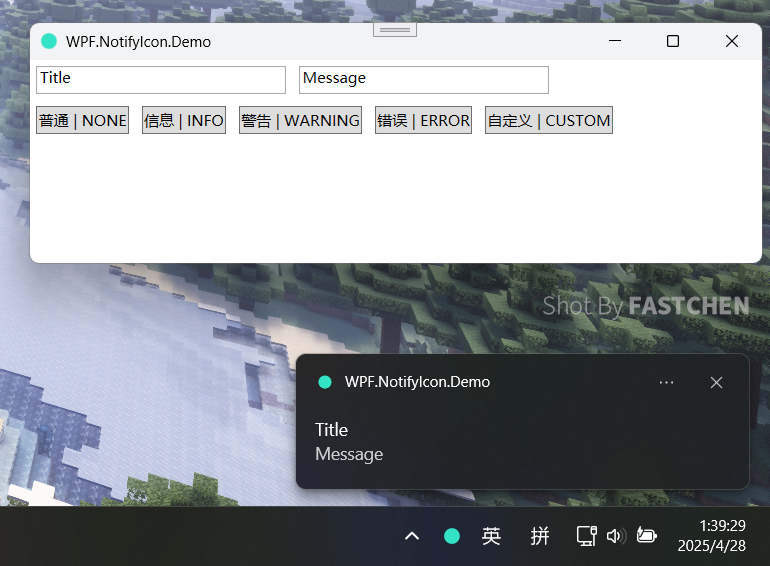 WPF.NotifyIcon.Demo
Title Message
普通 | NONE 信息 | INFO 警告 | WARNING 错误 | ERROR 自定义 | CUSTOM
Shot By FASTCHEN
WPF.NotifyIcon.Demo
Title
Message
英 拼
1:39:29
2025/4/28